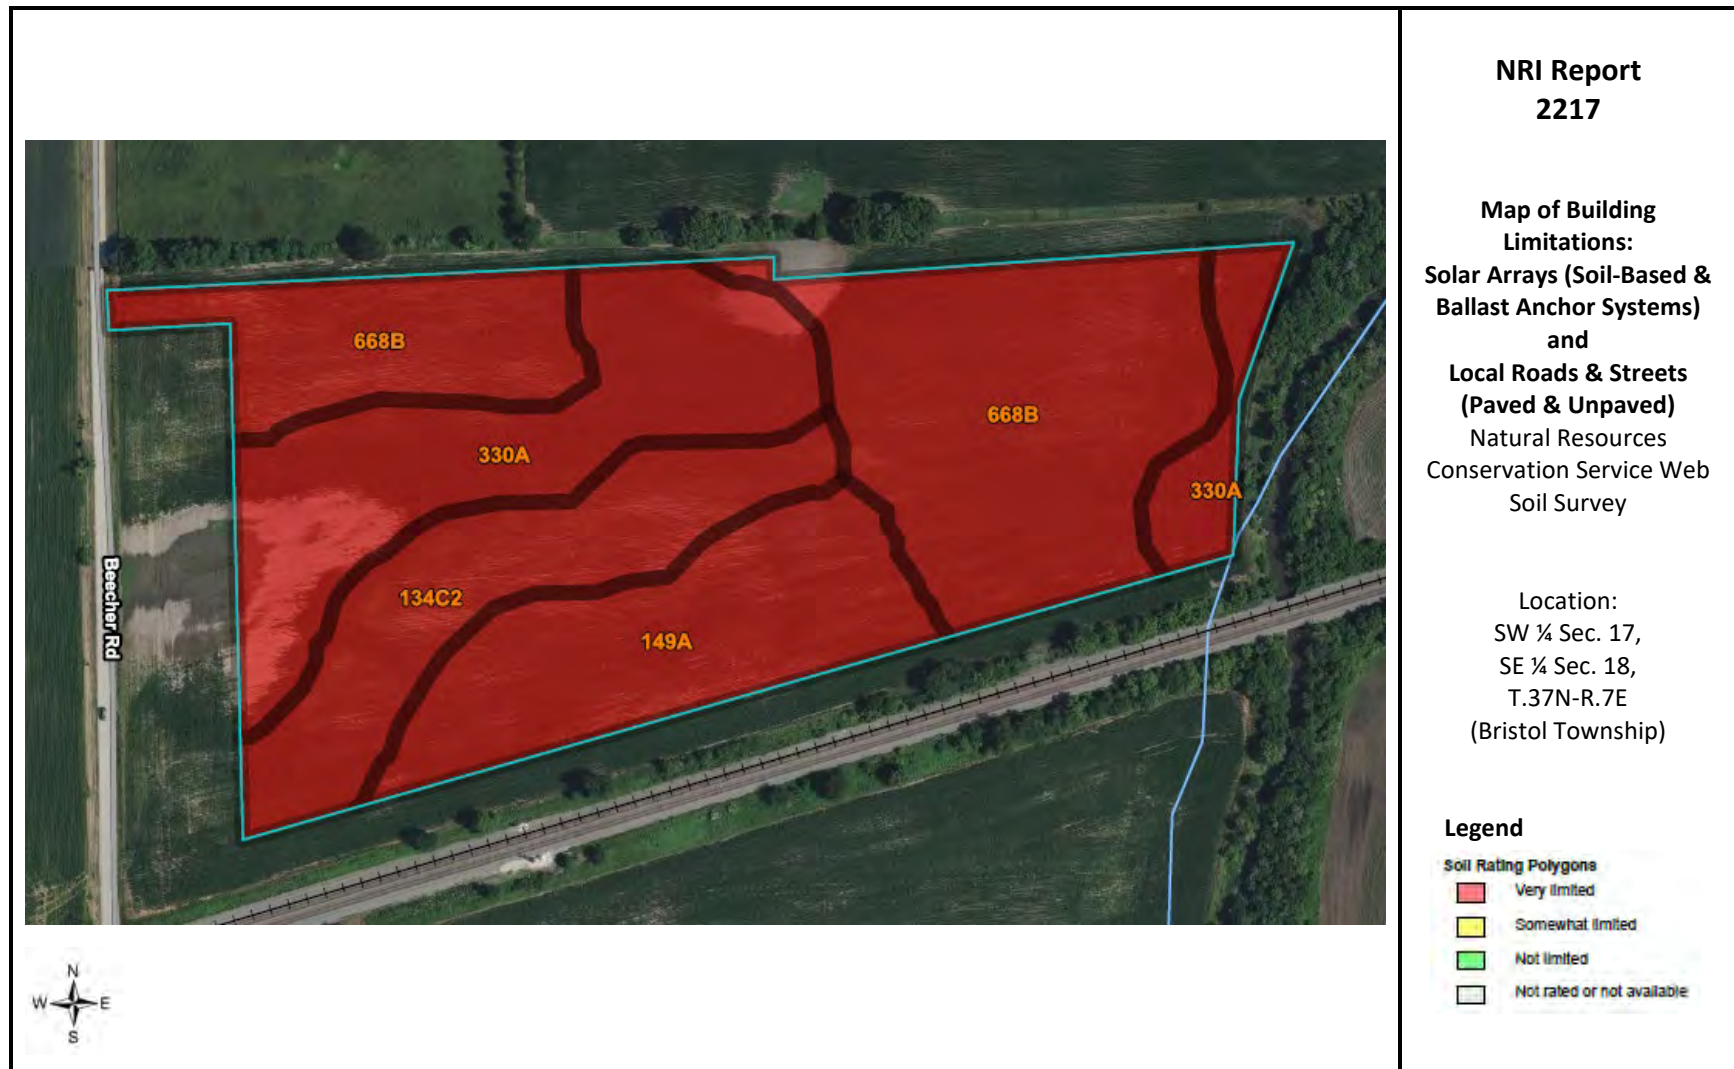 668B
668B
330A
330A
134C2
149A
Beecher Rd
N
W E
S
NRI Report
2217
Map of Building
Limitations:
Solar Arrays (Soil-Based &
Ballast Anchor Systems)
and
Local Roads & Streets
(Paved & Unpaved)
Natural Resources
Conservation Service Web
Soil Survey
Location:
SW ¼ Sec. 17,
SE ¼ Sec. 18,
T.37N-R.7E
(Bristol Township)
Legend
Soil Rating Polygons
Very limited
Somewhat limited
Not limited
Not rated or not available